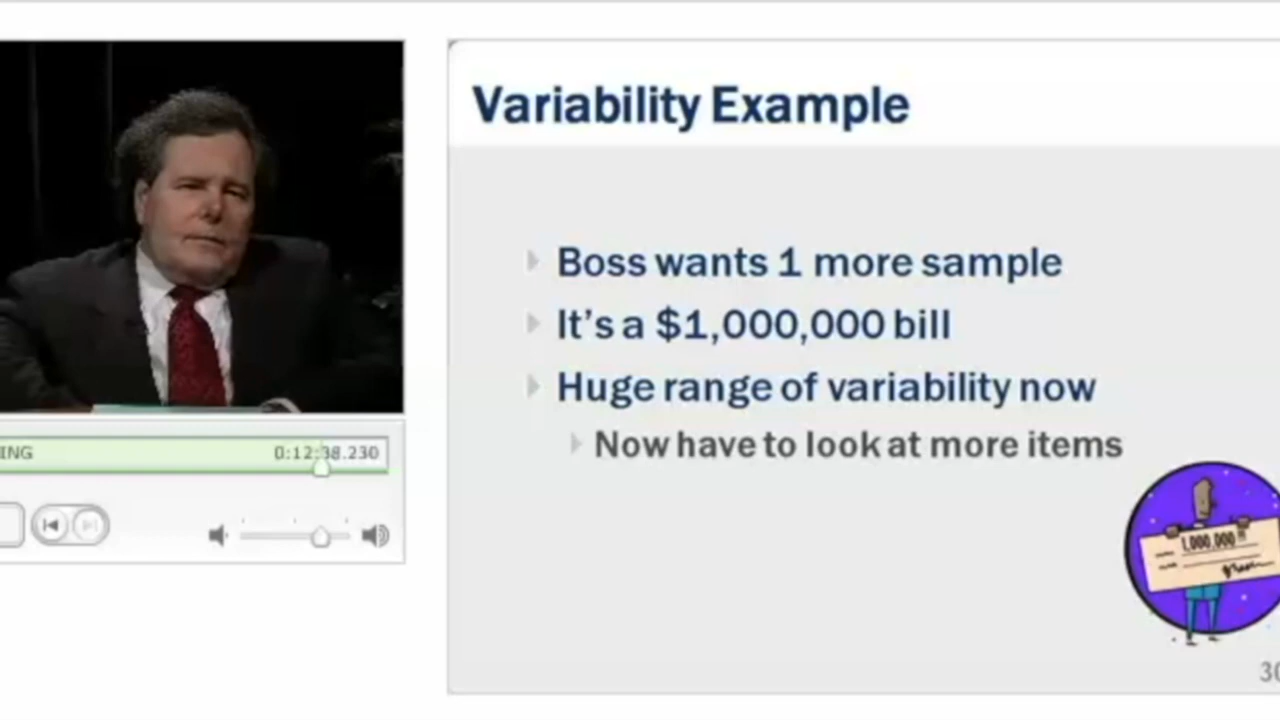 Variability Example
Boss wants 1 more sample
It's a $1,000,000 bill
Huge range of variability now
Now have to look at more items
ING
0:12:38.230
1,000,000!!
30